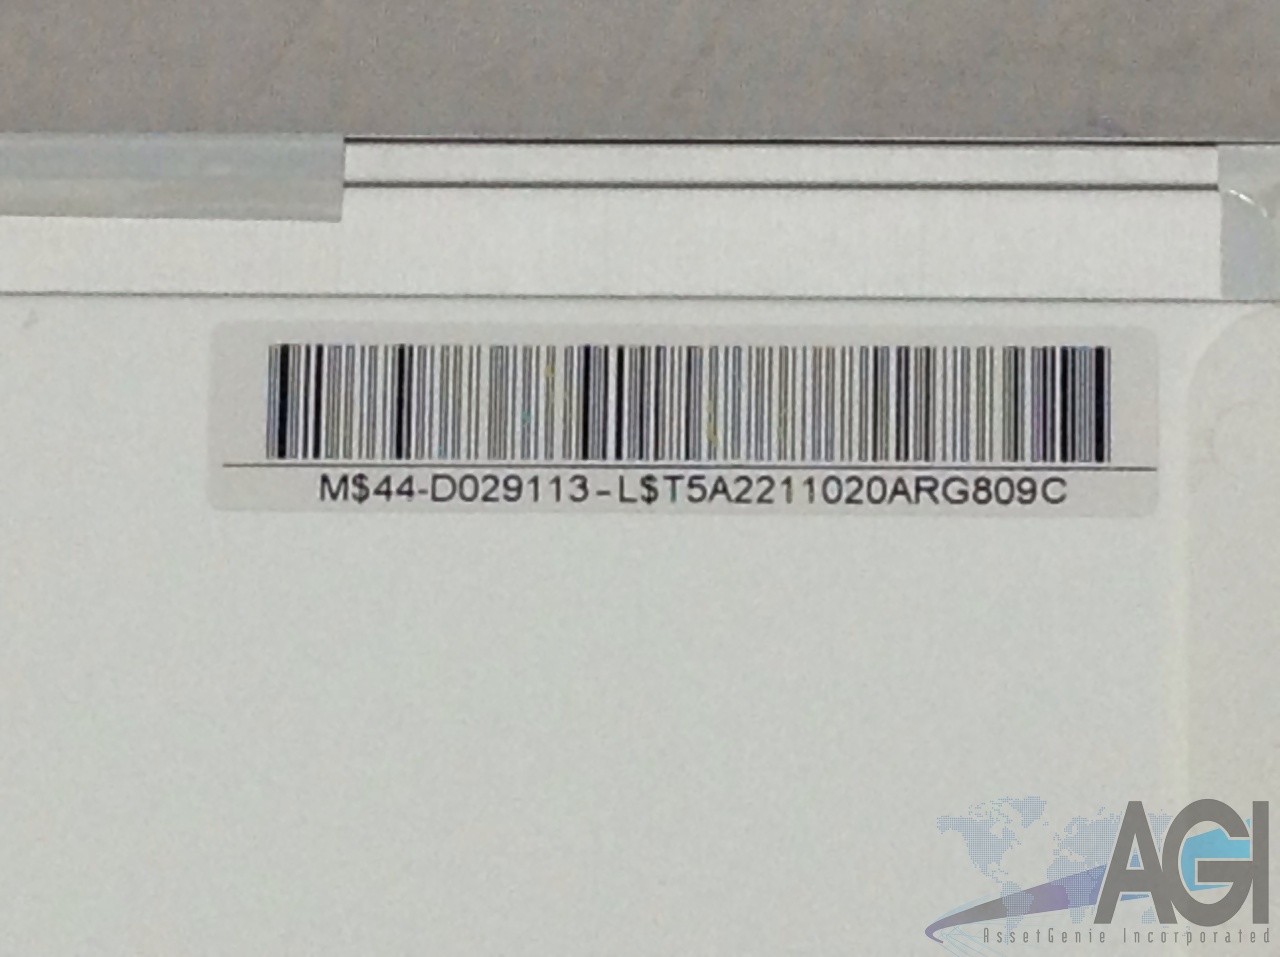 M$44-D029113-L$T5A2211020ARG809C
AGI
AssetGenie Incorporated